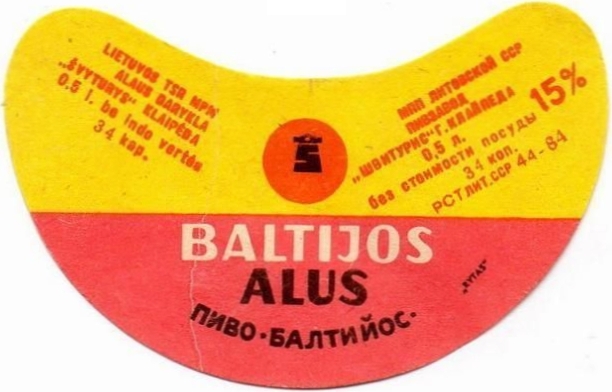 LIETUVOS TSR MPM
ALAUS DARYKLA
„ŠVYTURYS" KLAIPĖDA
0,5 l. be indo vertės
34 kap.
МПП ЛИТОВСКОЙ ССР
ПИВЗАВОД
„ШВИТУРИС" Г. КЛАЙПЕДА
0,5 л.
без стоимости посуды
34 коп.
РСТ ЛИТ.ССР 44-84
15%
Š
BALTIJOS
ALUS
ПИВО·БАЛТИЙОС·
„RYTAS"